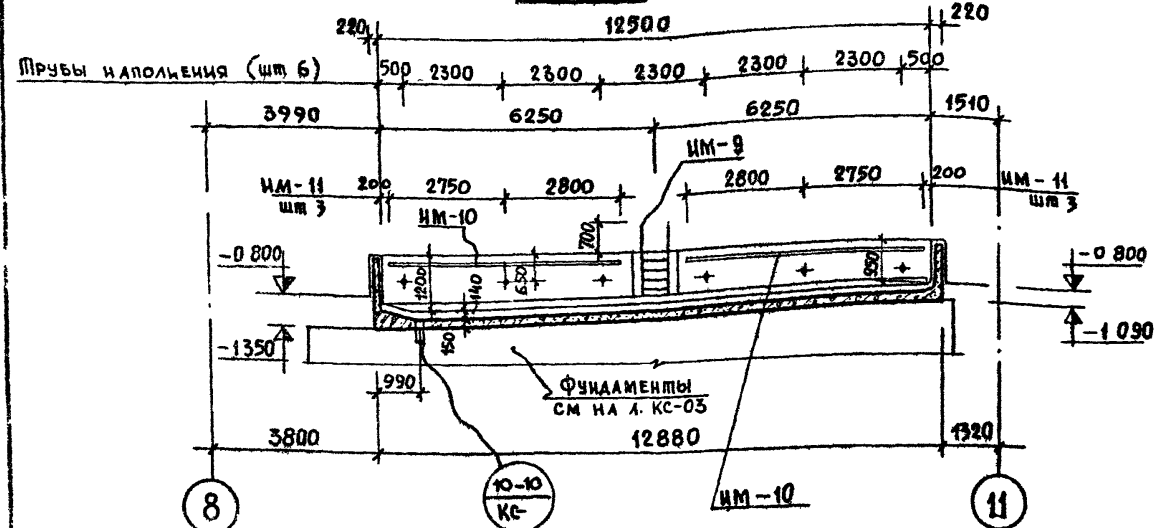 220 12500 220
Трубы наполнения (шт 6) 500 2300 2300 2300 2300 2300 500
3990 6250 6250 1510
ИМ-9
ИМ-11 200 2750 2800 2800 2750 200 ИМ-11
шт 3 шт 3
ИМ-10 700
-0 800 1200 140 650 950 -0 800
-1350 150 -1 090
990 Фундаменты
см на л. КС-03
3800 12880 1320
8 10-10 ИМ-10 11
КС-